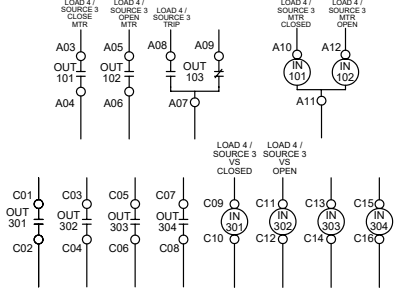 LOAD 4 /
SOURCE 3
CLOSE
MTR
LOAD 4 /
SOURCE 3
OPEN
MTR
LOAD 4 /
SOURCE 3
TRIP
LOAD 4 /
SOURCE 3
MTR
CLOSED
LOAD 4 /
SOURCE 3
MTR
OPEN
A03 A05 A08 A09 A10 A12
OUT
101
OUT
102
OUT
103
IN
101
IN
102
A04 A06 A07 A11
LOAD 4 /
SOURCE 3
VS
CLOSED
LOAD 4 /
SOURCE 3
VS
OPEN
C01 C03 C05 C07 C09 C11 C13 C15
OUT
301
OUT
302
OUT
303
OUT
304
IN
301
IN
302
IN
303
IN
304
C02 C04 C06 C08 C10 C12 C14 C16